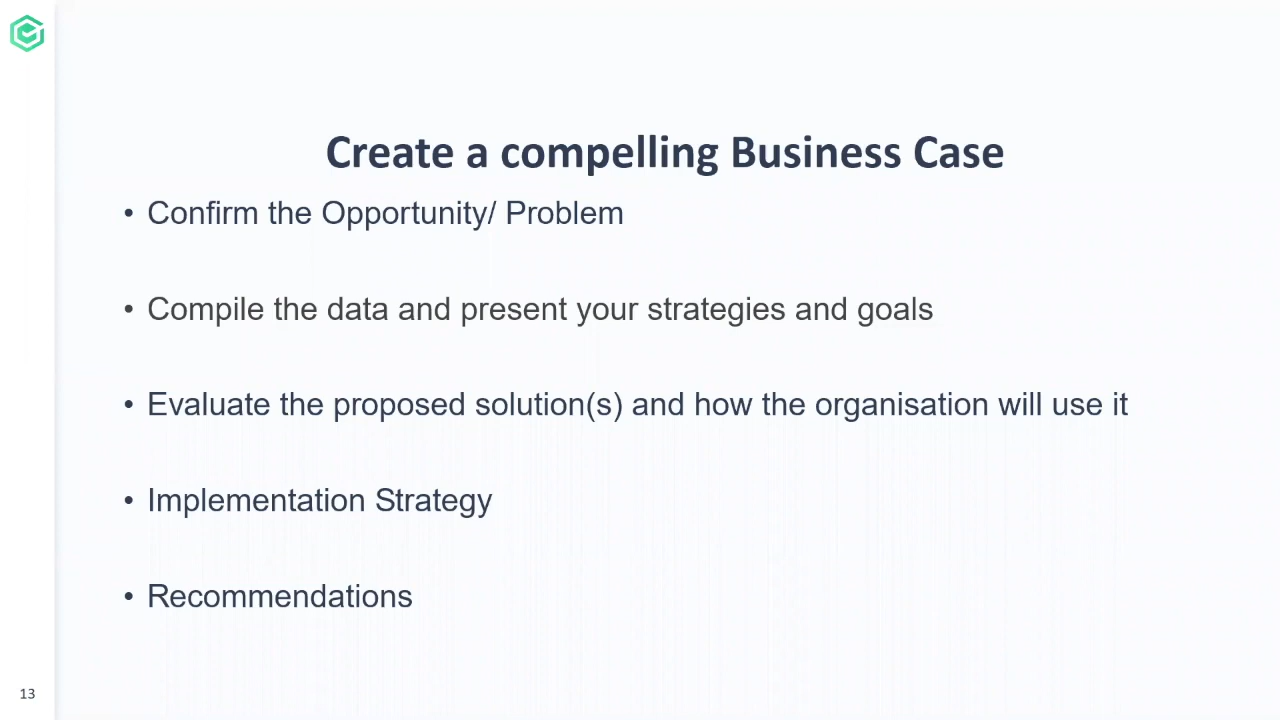 Create a compelling Business Case
• Confirm the Opportunity/ Problem
• Compile the data and present your strategies and goals
• Evaluate the proposed solution(s) and how the organisation will use it
• Implementation Strategy
• Recommendations
13